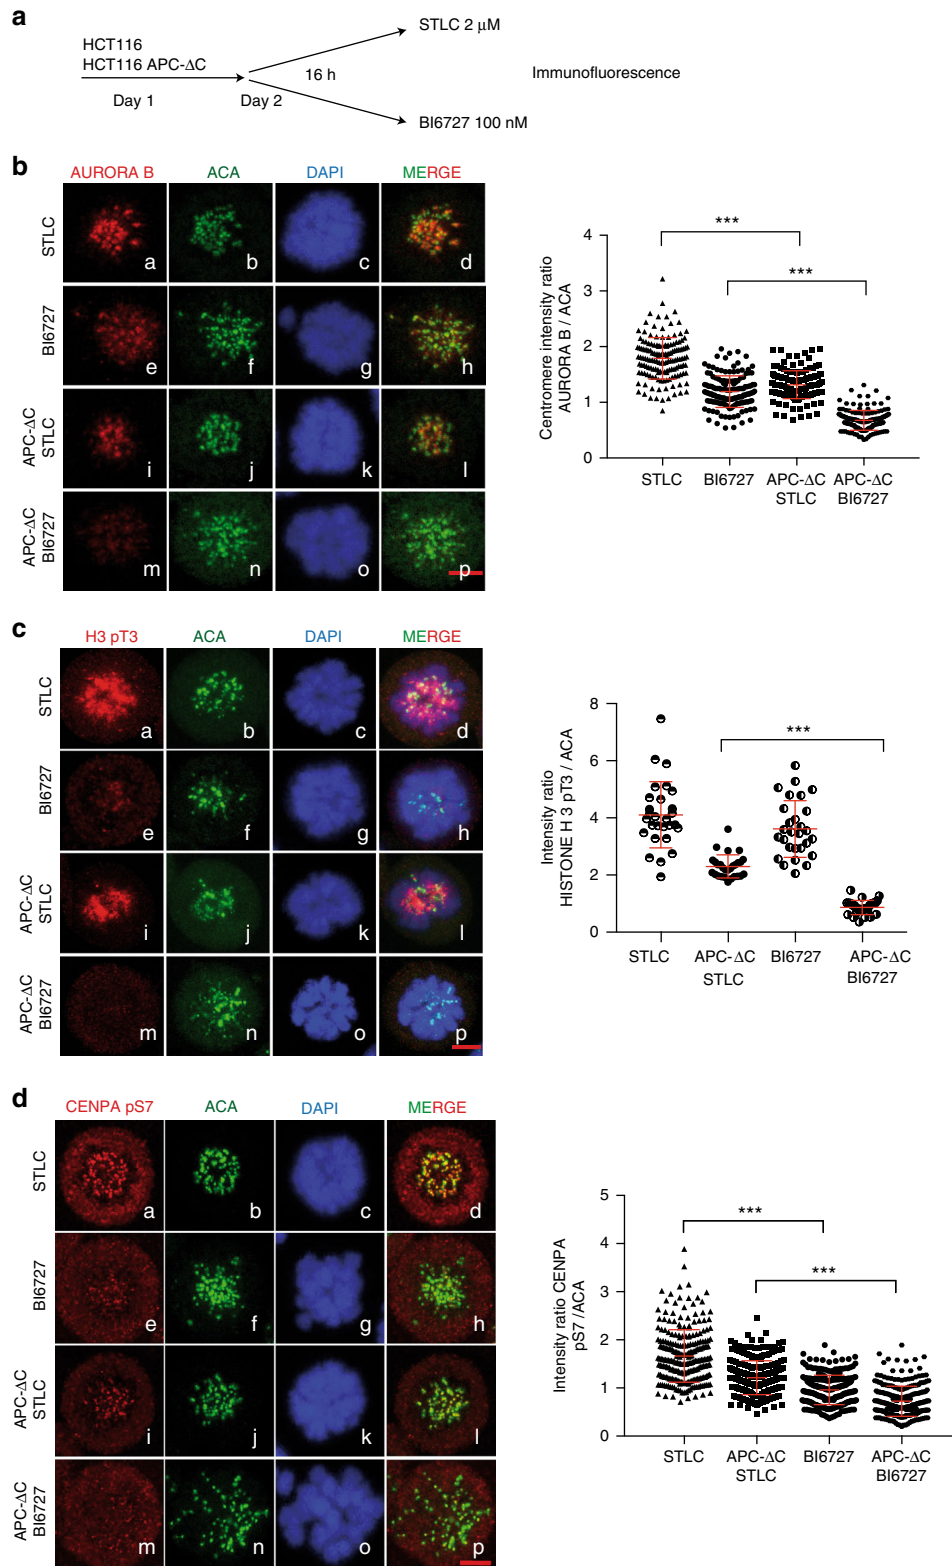 a
HCT116
HCT116 APC-ΔC
Day 1
Day 2
16 h
STLC 2 μM
BI6727 100 nM
Immunofluorescence
b
AURORA B ACA DAPI MERGE
STLC
a b c d
BI6727
e f g h
APC-ΔC
STLC
i j k l
APC-ΔC
BI6727
m n o p
Centromere intensity ratio
AURORA B / ACA
4
3
2
1
0
***
***
STLC BI6727 APC-ΔC STLC APC-ΔC BI6727
c
H3 pT3 ACA DAPI MERGE
STLC
a b c d
BI6727
e f g h
APC-ΔC
STLC
i j k l
APC-ΔC
BI6727
m n o p
Intensity ratio
HISTONE H 3 pT3 / ACA
8
6
4
2
0
***
STLC APC-ΔC STLC BI6727 APC-ΔC BI6727
d
CENPA pS7 ACA DAPI MERGE
STLC
a b c d
BI6727
e f g h
APC-ΔC
STLC
i j k l
APC-ΔC
BI6727
m n o p
Intensity ratio CENPA
pS7 /ACA
5
4
3
2
1
0
***
***
STLC APC-ΔC STLC BI6727 APC-ΔC BI6727